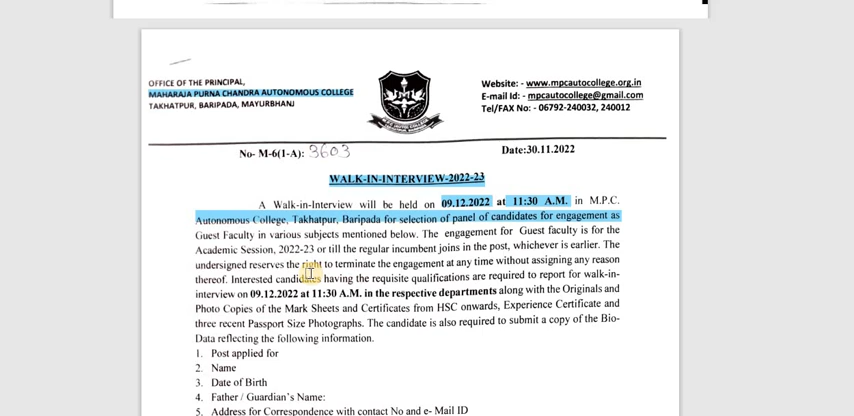 OFFICE OF THE PRINCIPAL,
MAHARAJA PURNA CHANDRA AUTONOMOUS COLLEGE
TAKHATPUR, BARIPADA, MAYURBHANJ
Website: - www.mpcautocollege.org.in
E-mail Id: - mpcautocollege@gmail.com
Tel/FAX No: - 06792-240032, 240012
No- M-6(1-A): 3603
Date:30.11.2022
WALK-IN-INTERVIEW-2022-23
A Walk-in-Interview will be held on 09.12.2022 at 11:30 A.M. in M.P.C.
Autonomous College, Takhatpur, Baripada for selection of panel of candidates for engagement as
Guest Faculty in various subjects mentioned below. The engagement for Guest faculty is for the
Academic Session, 2022-23 or till the regular incumbent joins in the post, whichever is earlier. The
undersigned reserves the right to terminate the engagement at any time without assigning any reason
thereof. Interested candidates having the requisite qualifications are required to report for walk-in-
interview on 09.12.2022 at 11:30 A.M. in the respective departments along with the Originals and
Photo Copies of the Mark Sheets and Certificates from HSC onwards, Experience Certificate and
three recent Passport Size Photographs. The candidate is also required to submit a copy of the Bio-
Data reflecting the following information.
1. Post applied for
2. Name
3. Date of Birth
4. Father / Guardian's Name:
5. Address for Correspondence with contact No and e- Mail ID